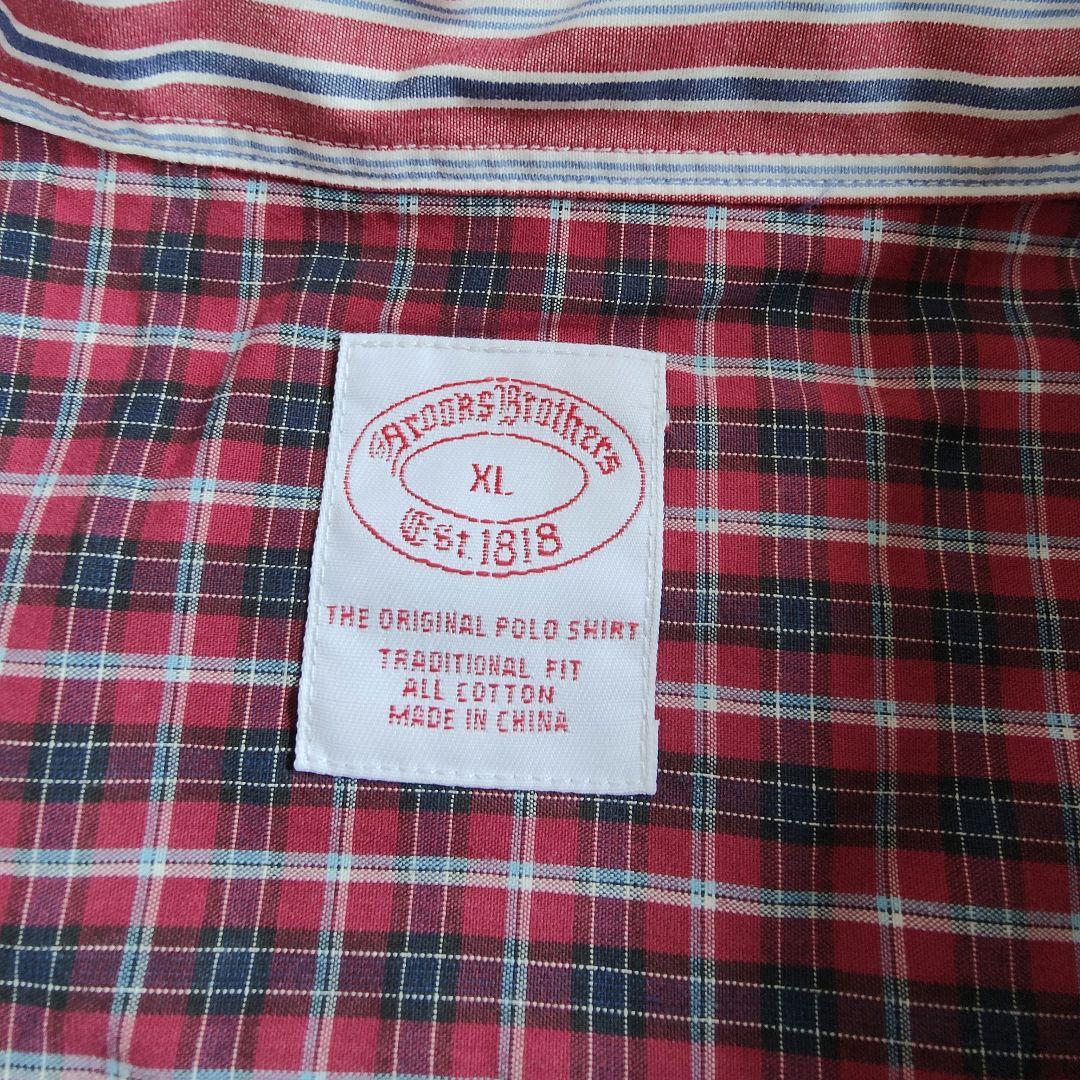 Brooks Brothers
XL
Est. 1818
THE ORIGINAL POLO SHIRT
TRADITIONAL FIT
ALL COTTON
MADE IN CHINA